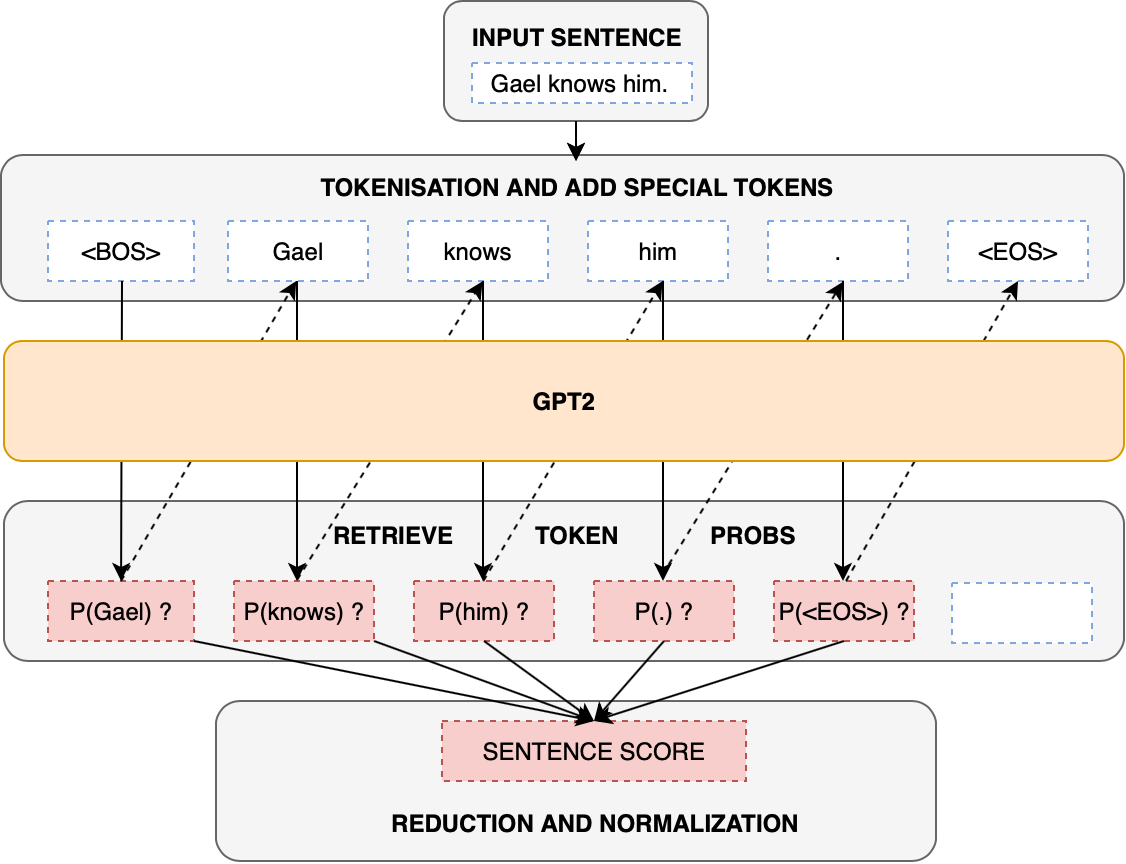 INPUT SENTENCE
Gael knows him.
TOKENISATION AND ADD SPECIAL TOKENS
<BOS> Gael knows him . <EOS>
GPT2
RETRIEVE TOKEN PROBS
P(Gael) ? P(knows) ? P(him) ? P(.) ? P(<EOS>) ?
SENTENCE SCORE
REDUCTION AND NORMALIZATION